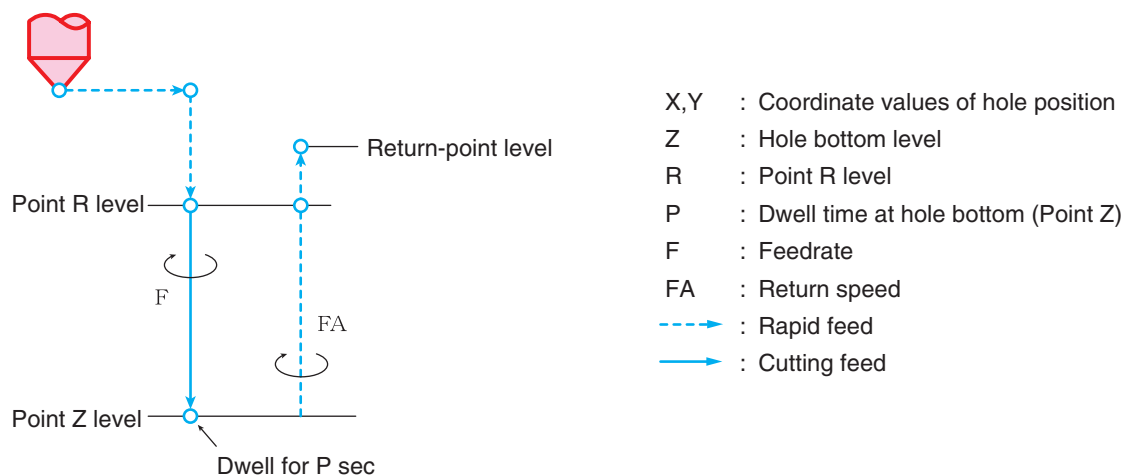 Return-point level
Point R level
F
FA
Point Z level
Dwell for P sec
X,Y : Coordinate values of hole position
Z : Hole bottom level
R : Point R level
P : Dwell time at hole bottom (Point Z)
F : Feedrate
FA : Return speed
: Rapid feed
: Cutting feed